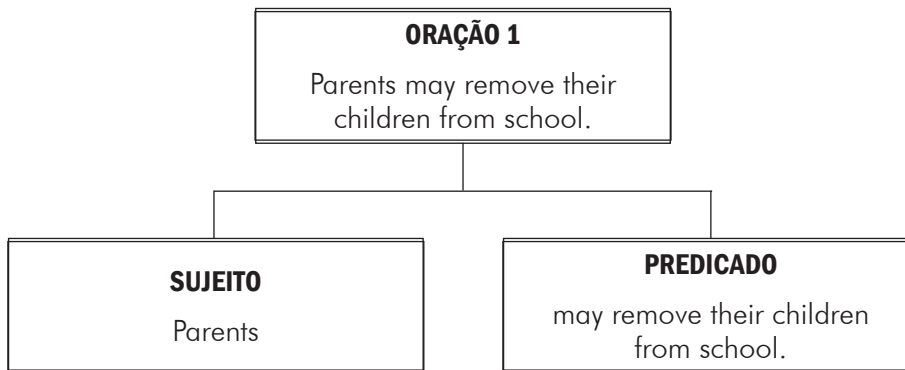 ORAÇÃO 1
Parents may remove their
children from school.
SUJEITO
Parents
PREDICADO
may remove their children
from school.